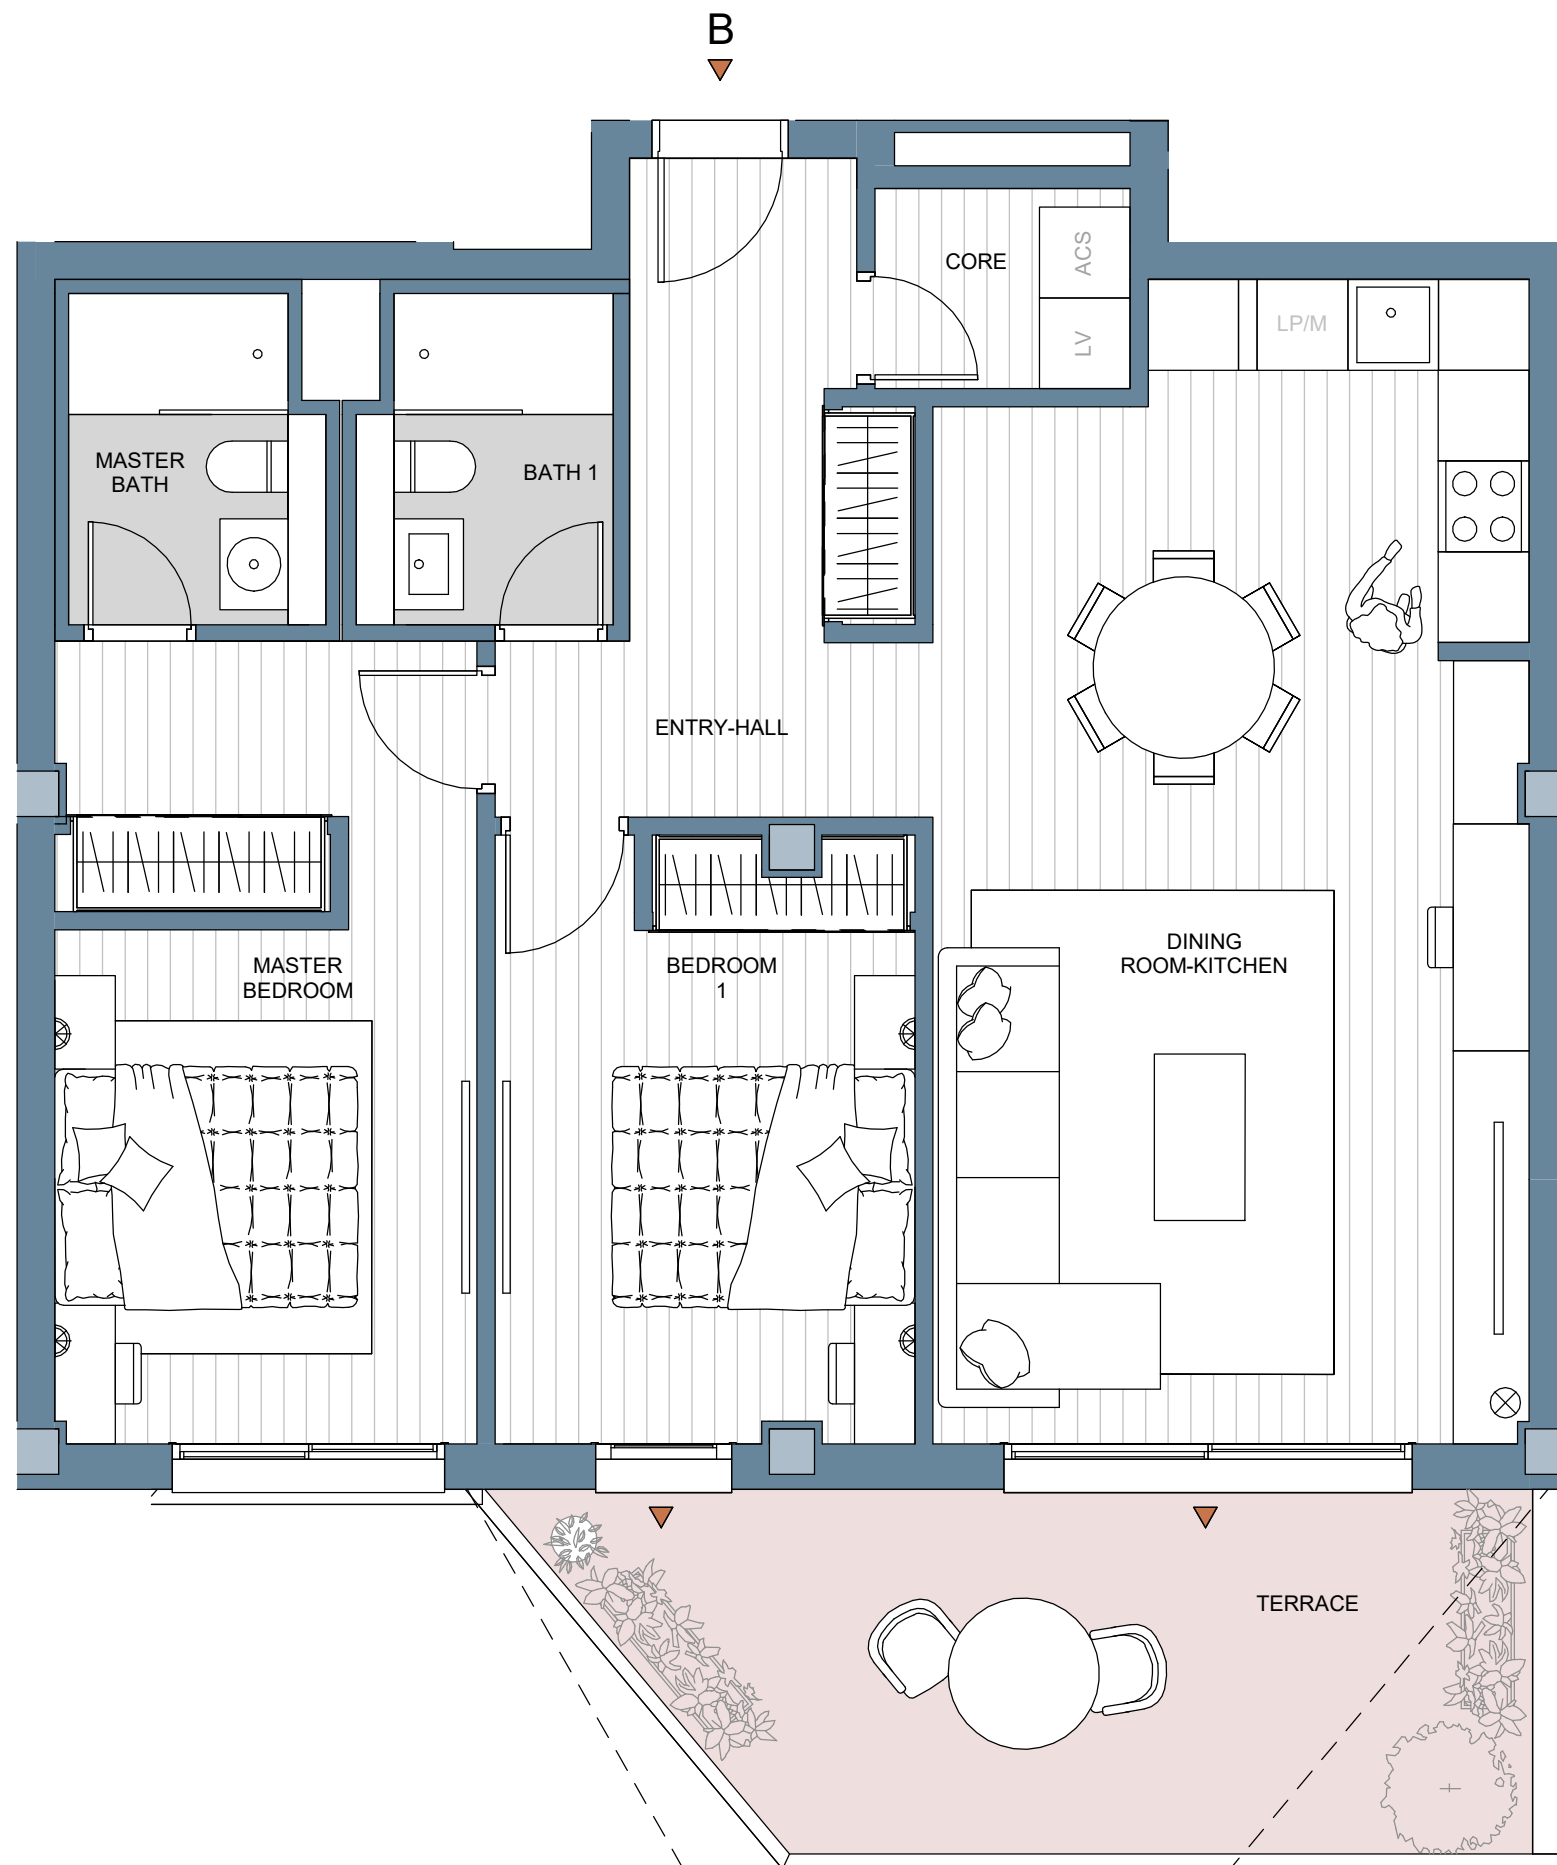 B
CORE
ACS
LV
LP/M
MASTER
BATH
BATH 1
ENTRY-HALL
MASTER
BEDROOM
BEDROOM
1
DINING
ROOM-KITCHEN
TERRACE